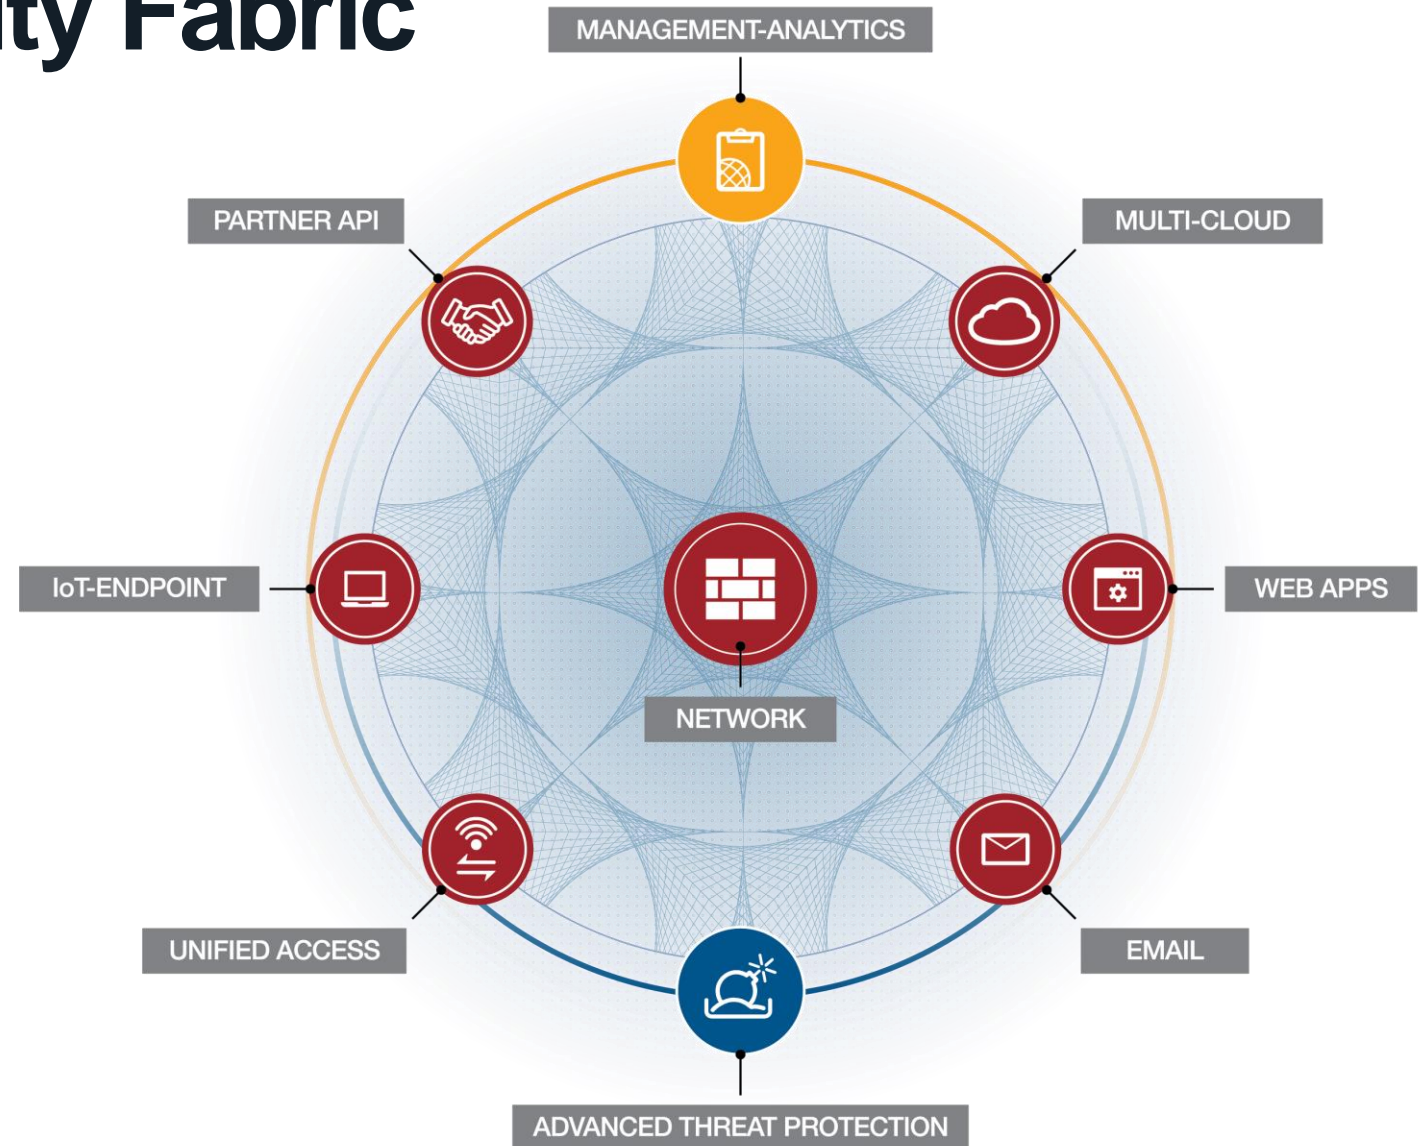 ity Fabric
MANAGEMENT-ANALYTICS
PARTNER API
MULTI-CLOUD
IoT-ENDPOINT
WEB APPS
NETWORK
UNIFIED ACCESS
EMAIL
ADVANCED THREAT PROTECTION